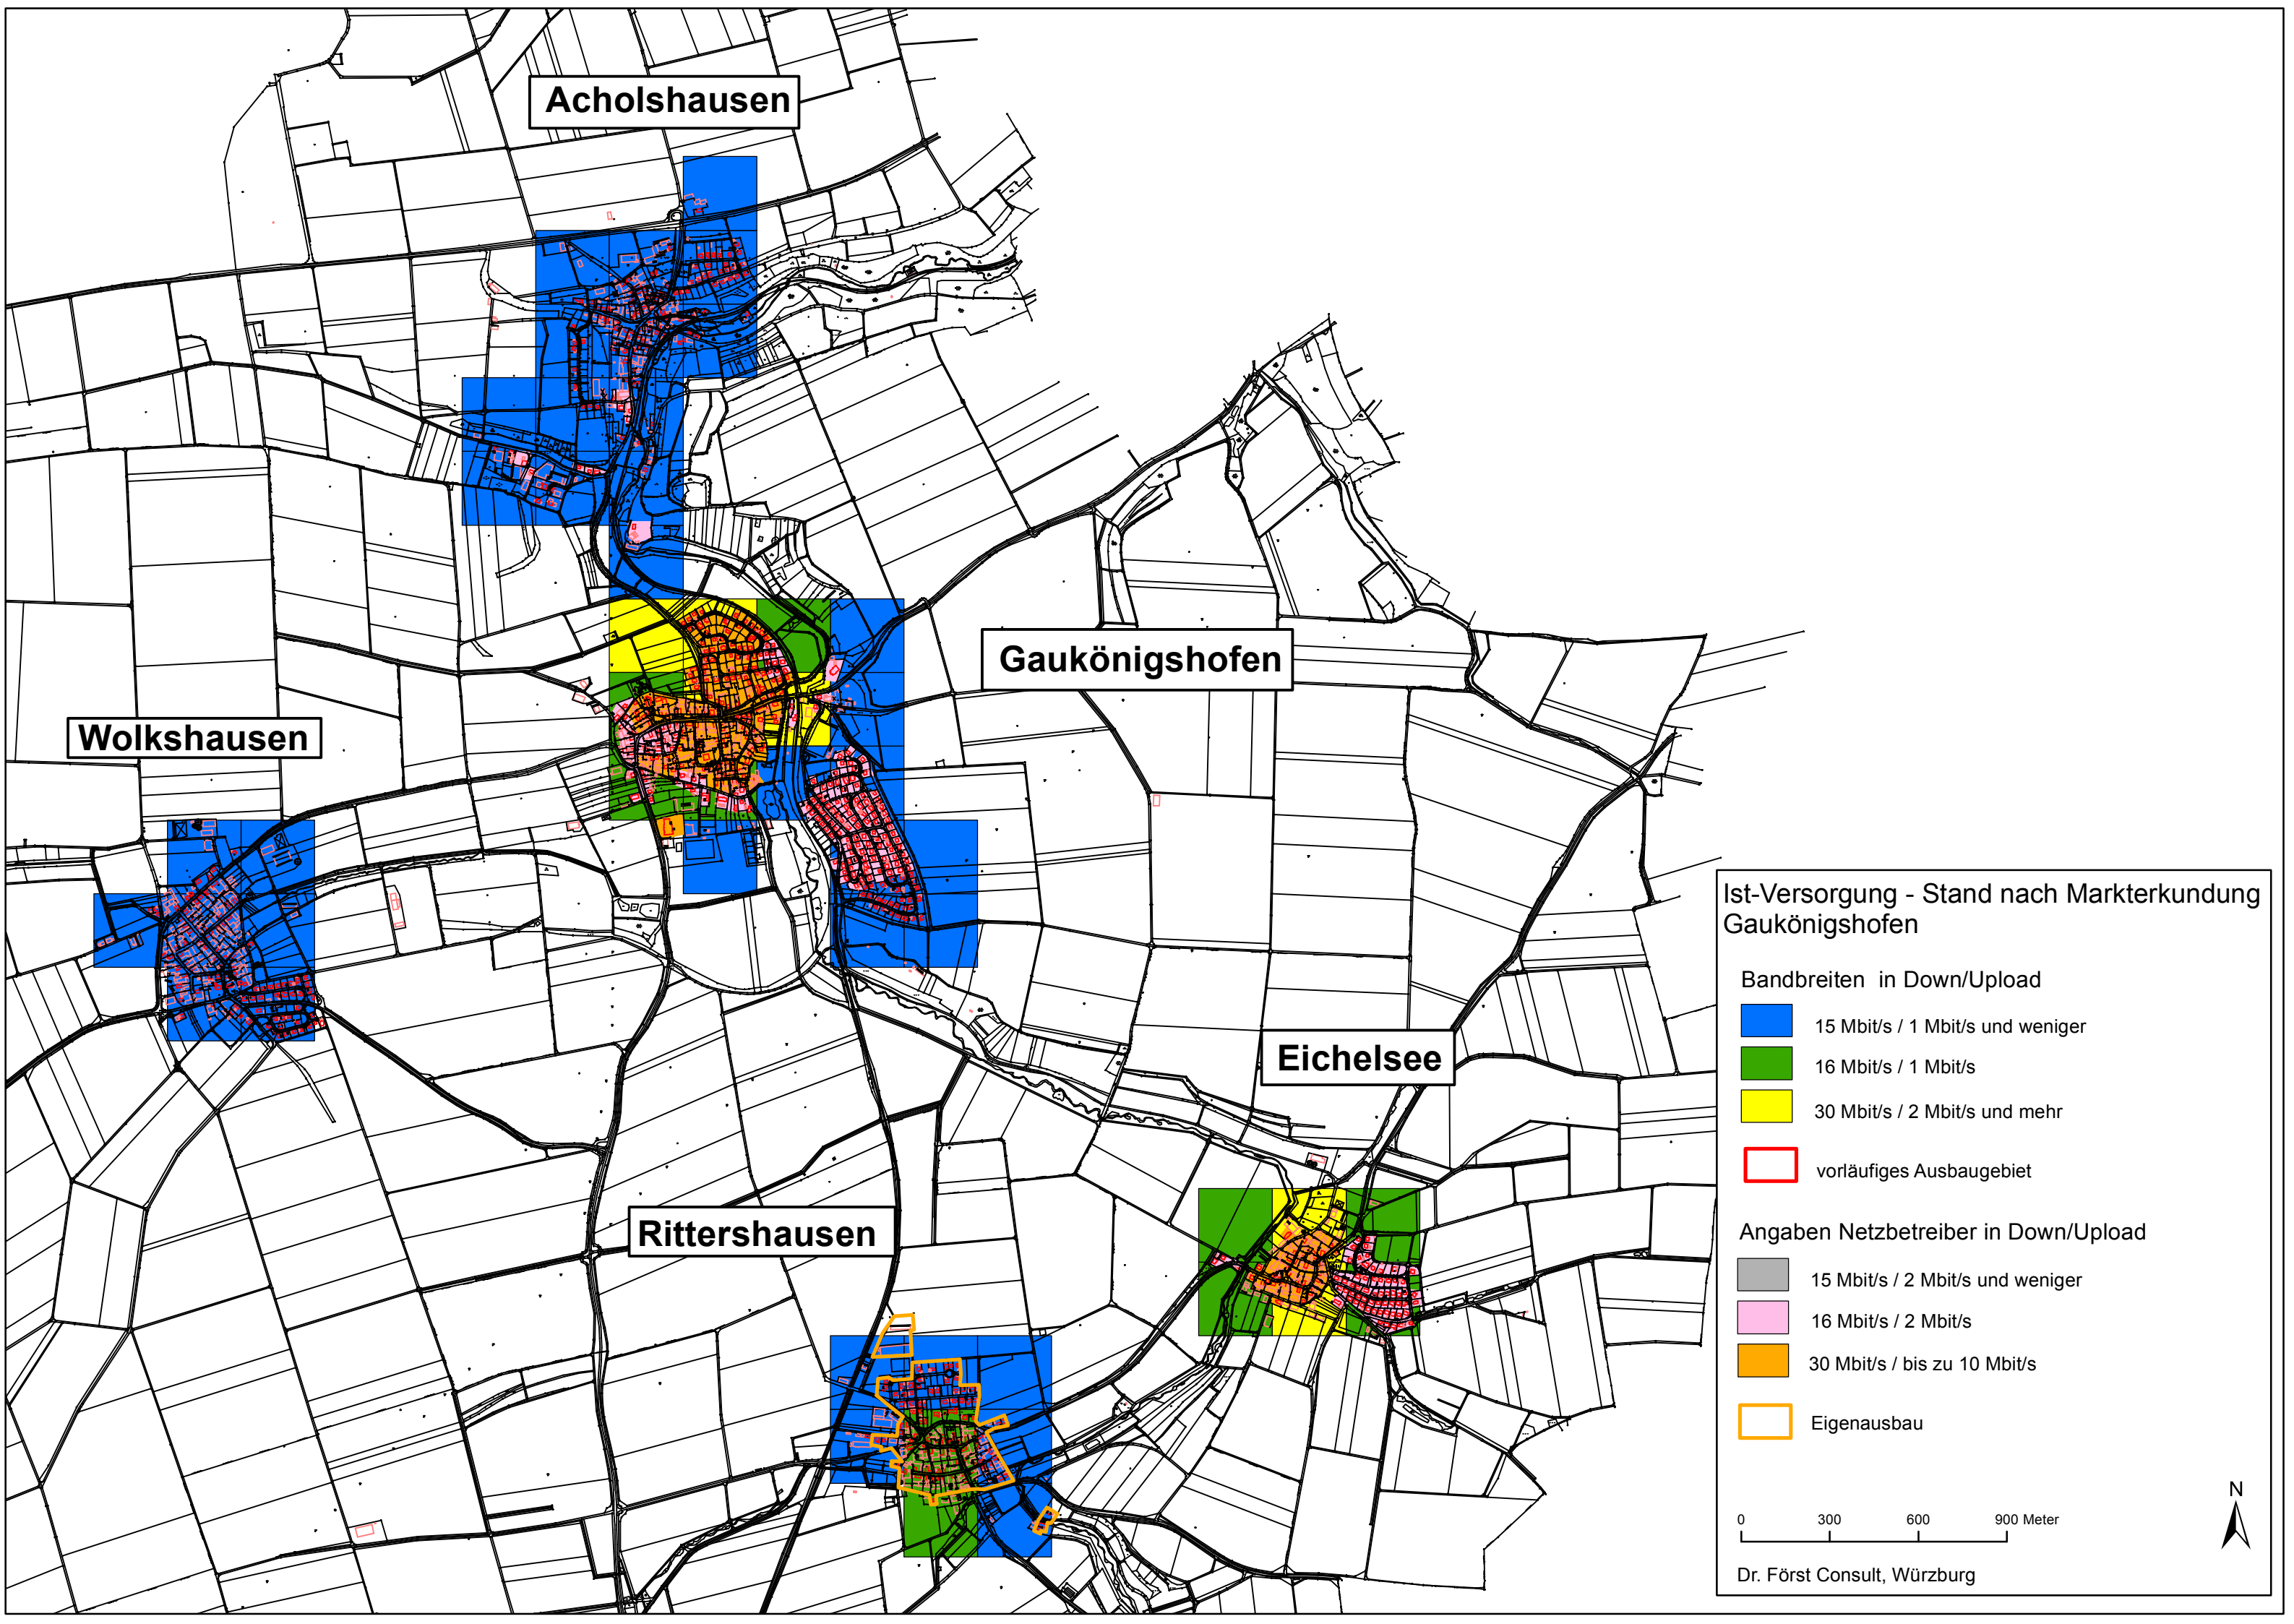 Acholshausen
Gaukönigshofen
Wolkshausen
Eichelsee
Rittershausen
Ist-Versorgung - Stand nach Markterkundung
Gaukönigshofen
Bandbreiten in Down/Upload
15 Mbit/s / 1 Mbit/s und weniger
16 Mbit/s / 1 Mbit/s
30 Mbit/s / 2 Mbit/s und mehr
vorläufiges Ausbaugebiet
Angaben Netzbetreiber in Down/Upload
15 Mbit/s / 2 Mbit/s und weniger
16 Mbit/s / 2 Mbit/s
30 Mbit/s / bis zu 10 Mbit/s
Eigenausbau
N
0 300 600 900 Meter
Dr. Först Consult, Würzburg